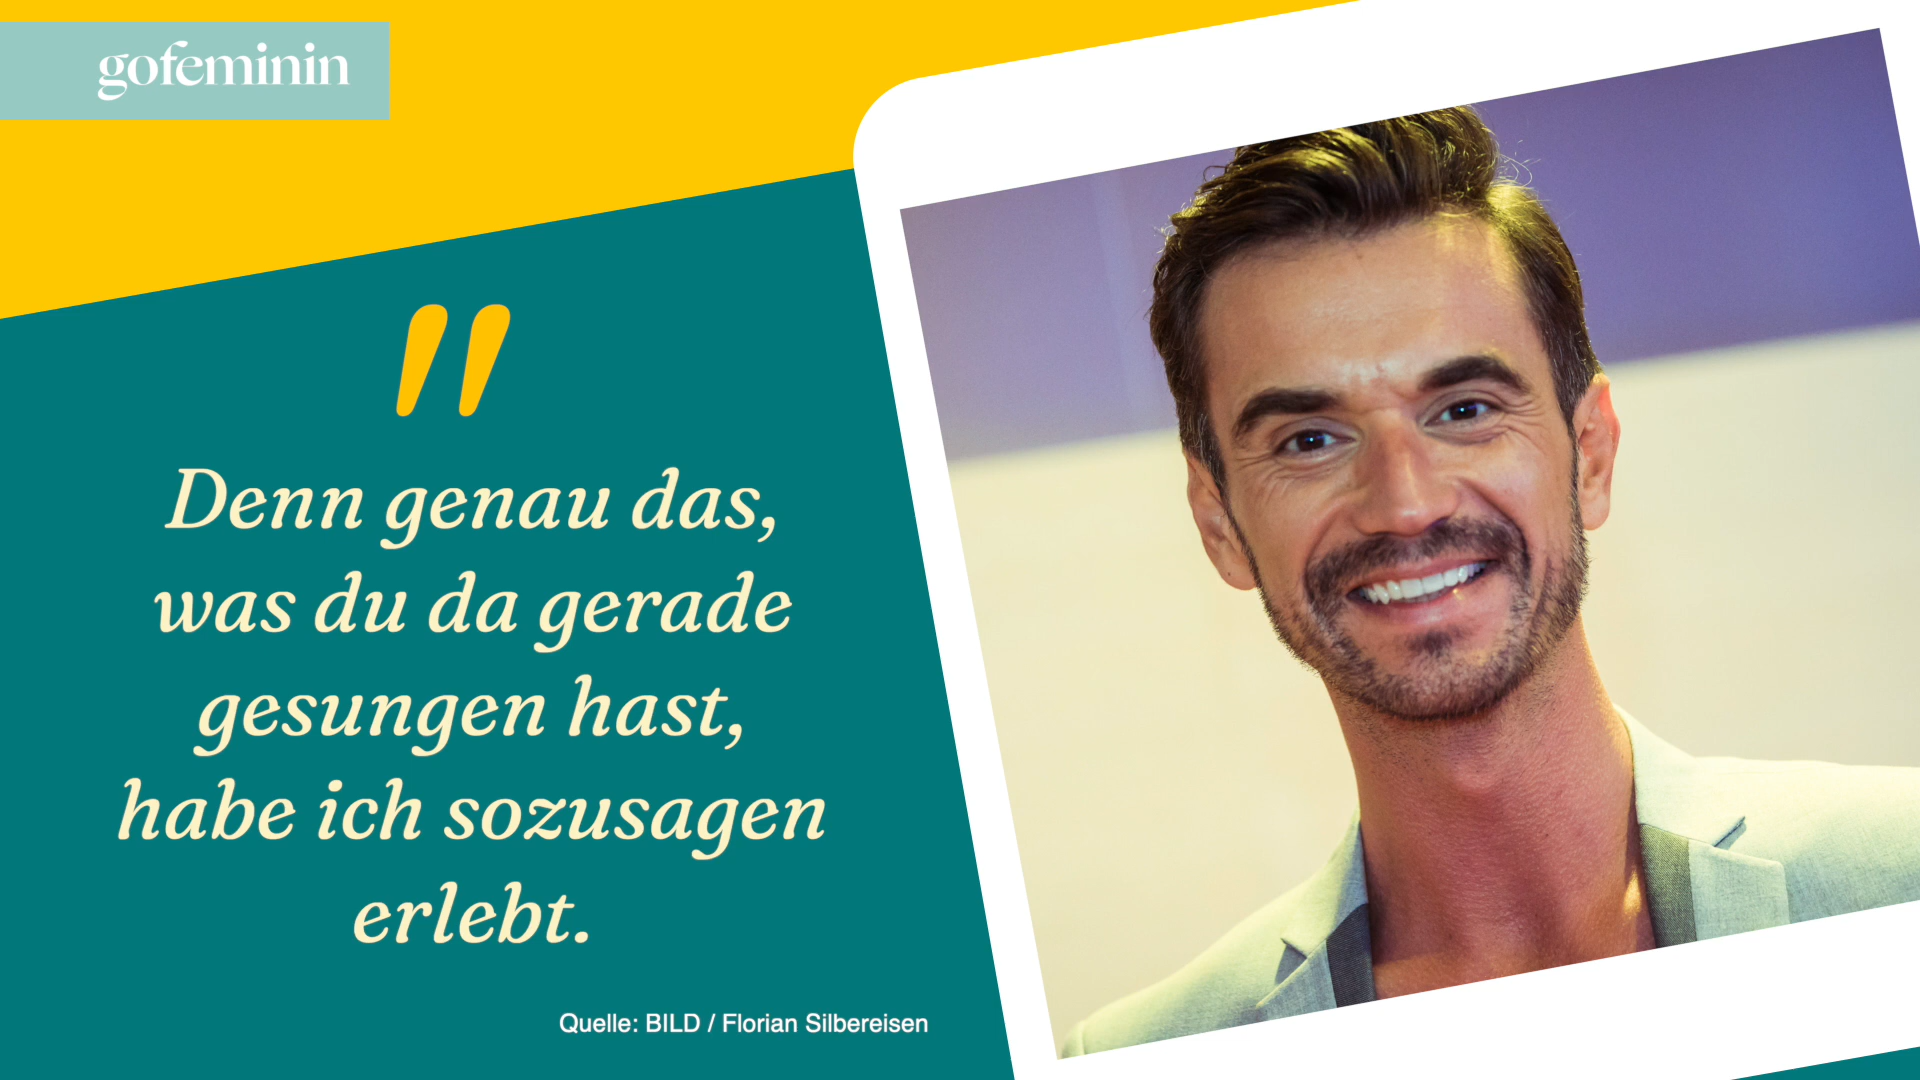 gofeminin
"
Denn genau das,
was du da gerade
gesungen hast,
habe ich sozusagen
erlebt.
Quelle: BILD / Florian Silbereisen